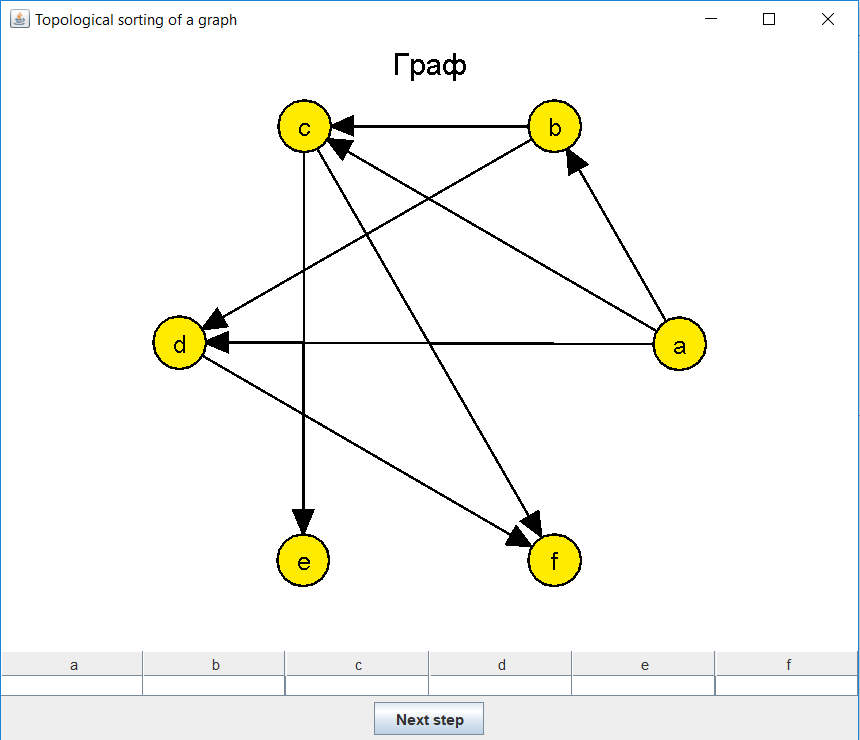 Topological sorting of a graph
Граф
c b
d a
e f
a b c d e f
Next step